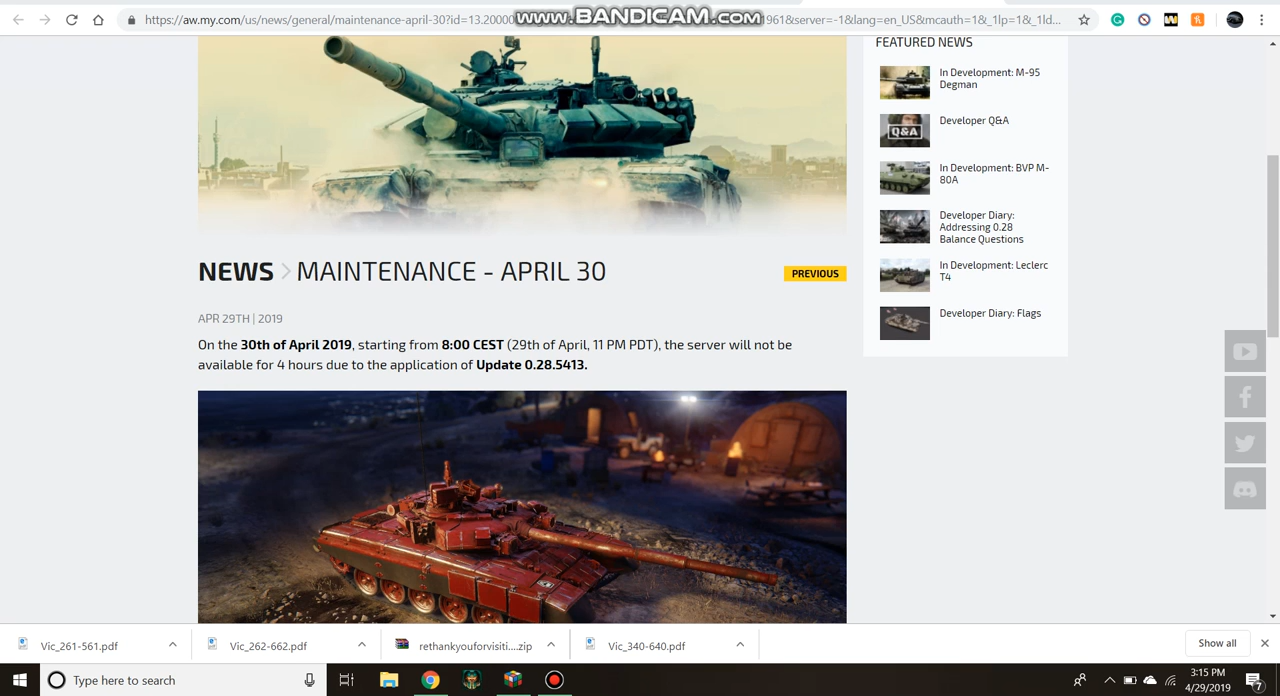 https://aw.my.com/us/news/general/maintenance-april-30?id=13.20000
www.BANDICAM.com
1961&server=-1&lang=en_US&mcauth=1&_1lp=1&_1ld...
FEATURED NEWS
In Development: M-95
Degman
Q&A
Developer Q&A
In Development: BVP M-
80A
Developer Diary:
Addressing 0.28
Balance Questions
In Development: Leclerc
T4
Developer Diary: Flags
NEWS > MAINTENANCE - APRIL 30
PREVIOUS
APR 29TH | 2019
On the 30th of April 2019, starting from 8:00 CEST (29th of April, 11 PM PDT), the server will not be
available for 4 hours due to the application of Update 0.28.5413.
Vic_261-561.pdf
Vic_262-662.pdf
rethankyouforvisiti....zip
Vic_340-640.pdf
Show all
Type here to search
3:15 PM
4/29/2019
7